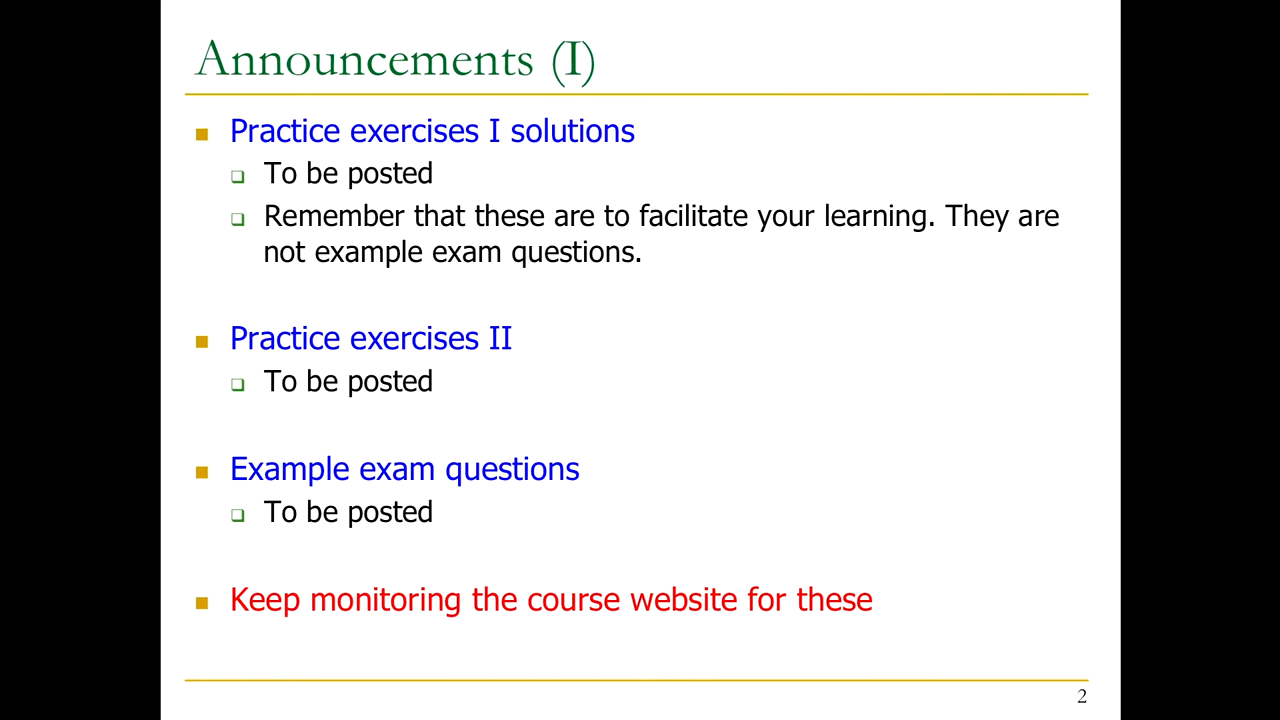 Announcements (I)
Practice exercises I solutions
To be posted
Remember that these are to facilitate your learning. They are
not example exam questions.
Practice exercises II
To be posted
Example exam questions
To be posted
Keep monitoring the course website for these
2